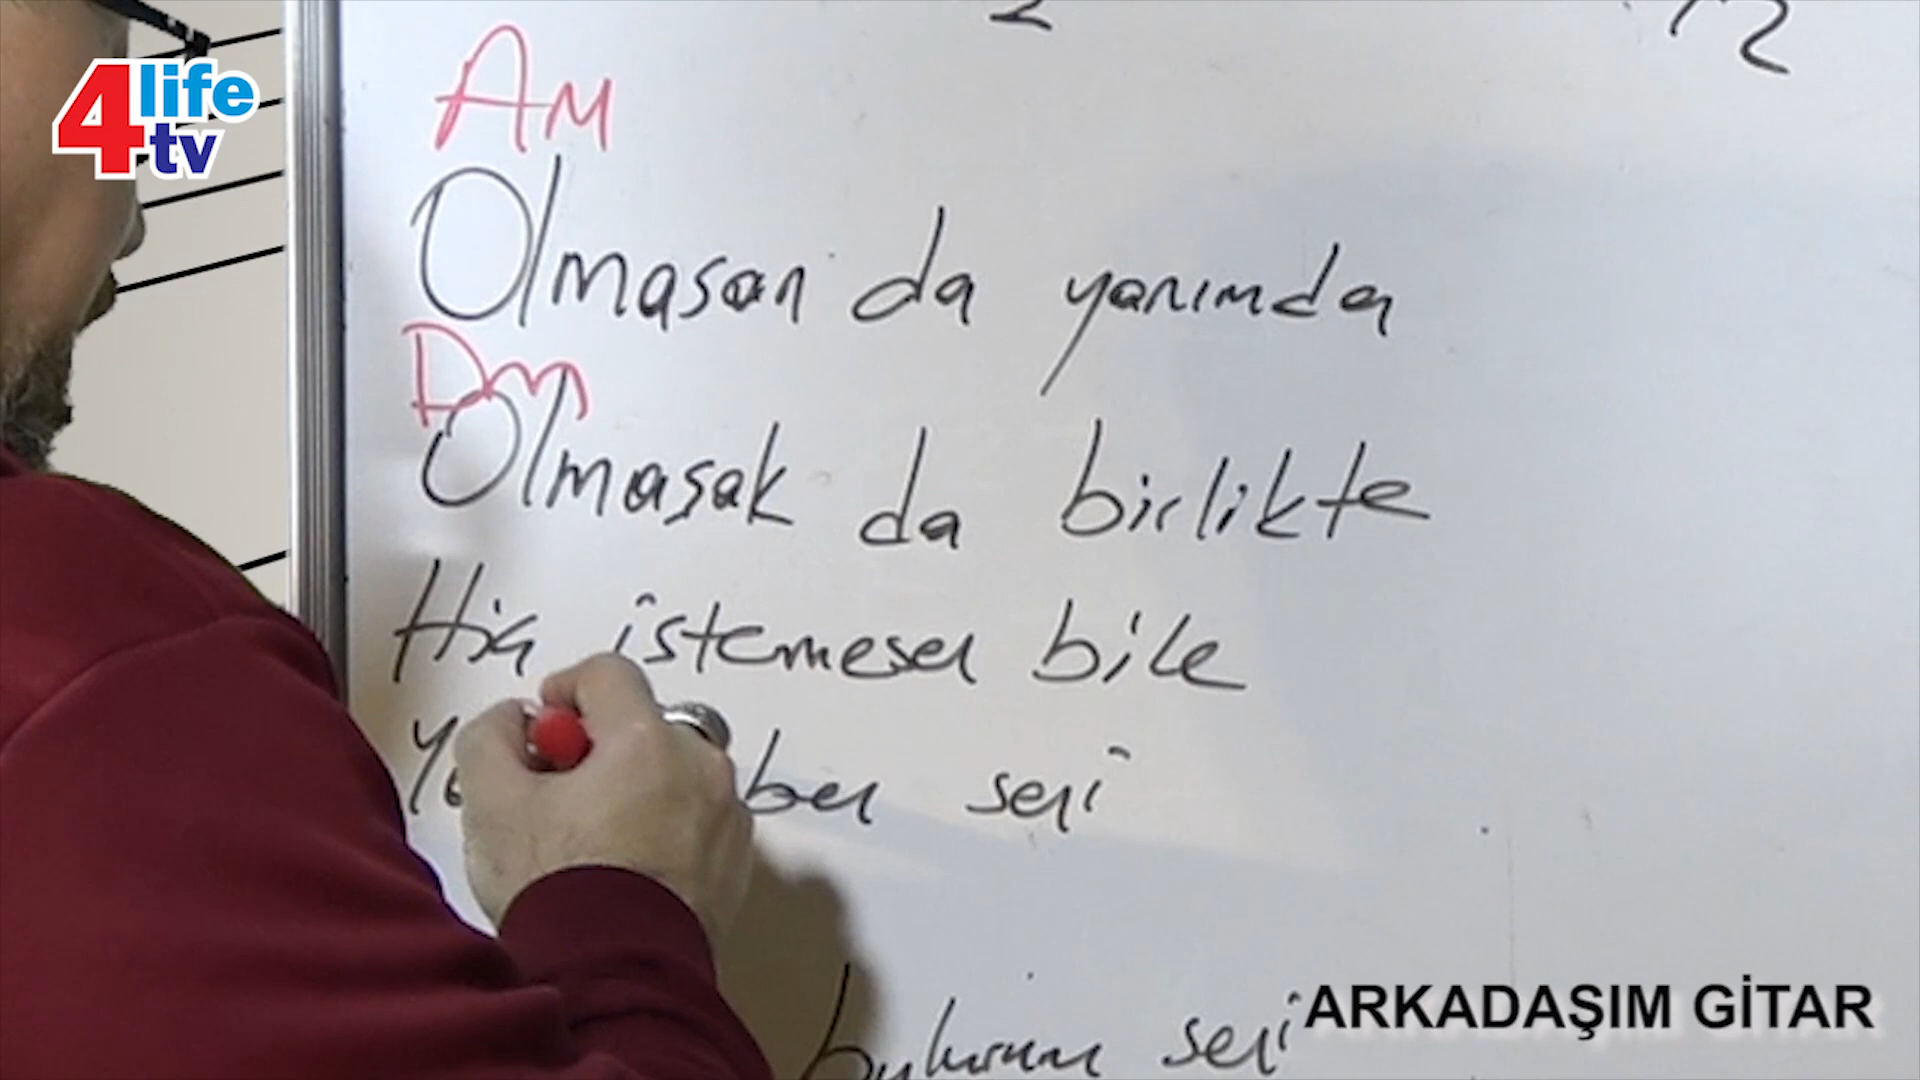 4life
tv
Am
Olmasan da yanımda
Dm
Olmasak da birlikte
Hiç istemesen bile
ben seni
bulurum seni
ARKADAŞIM GİTAR